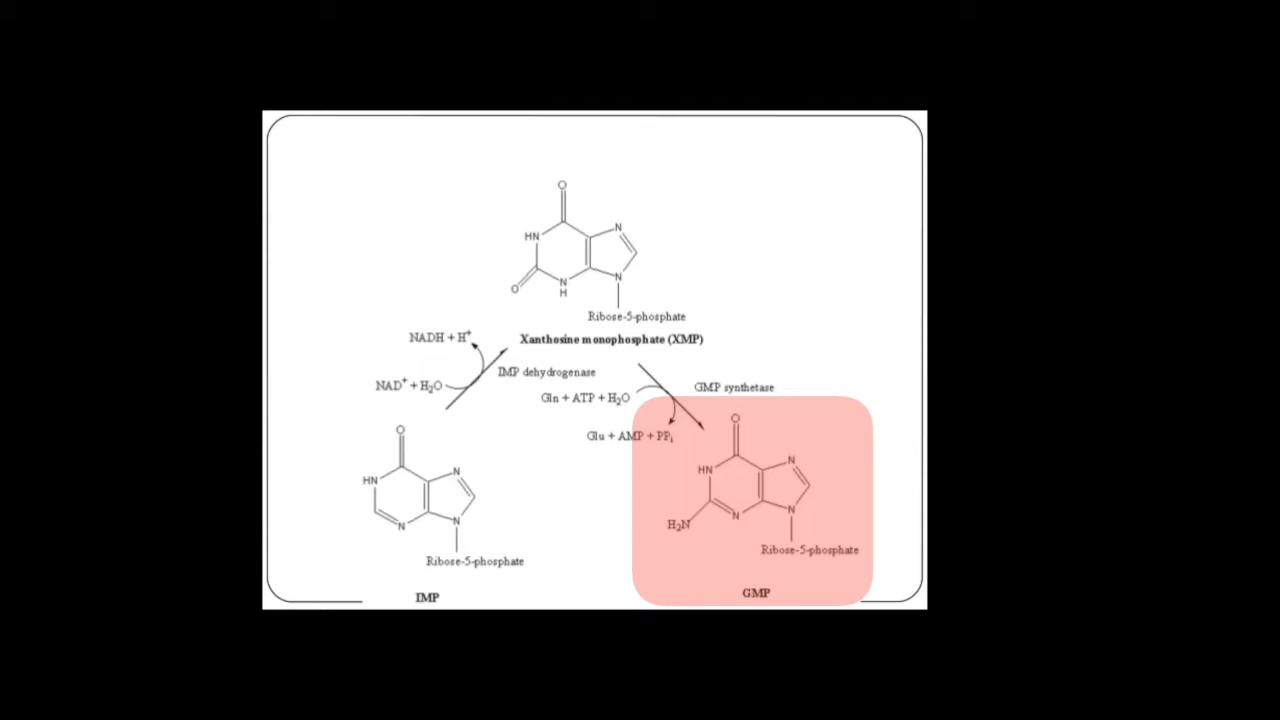 O
HN
N
O
N
H
N
Ribose-5-phosphate
Xanthosine monophosphate (XMP)
NADH + H⁺
IMP dehydrogenase
NAD⁺ + H₂O
GMP synthetase
Gln + ATP + H₂O
Glu + AMP + PPᵢ
O
HN
N
N
N
Ribose-5-phosphate
IMP
O
HN
N
H₂N
N
N
Ribose-5-phosphate
GMP